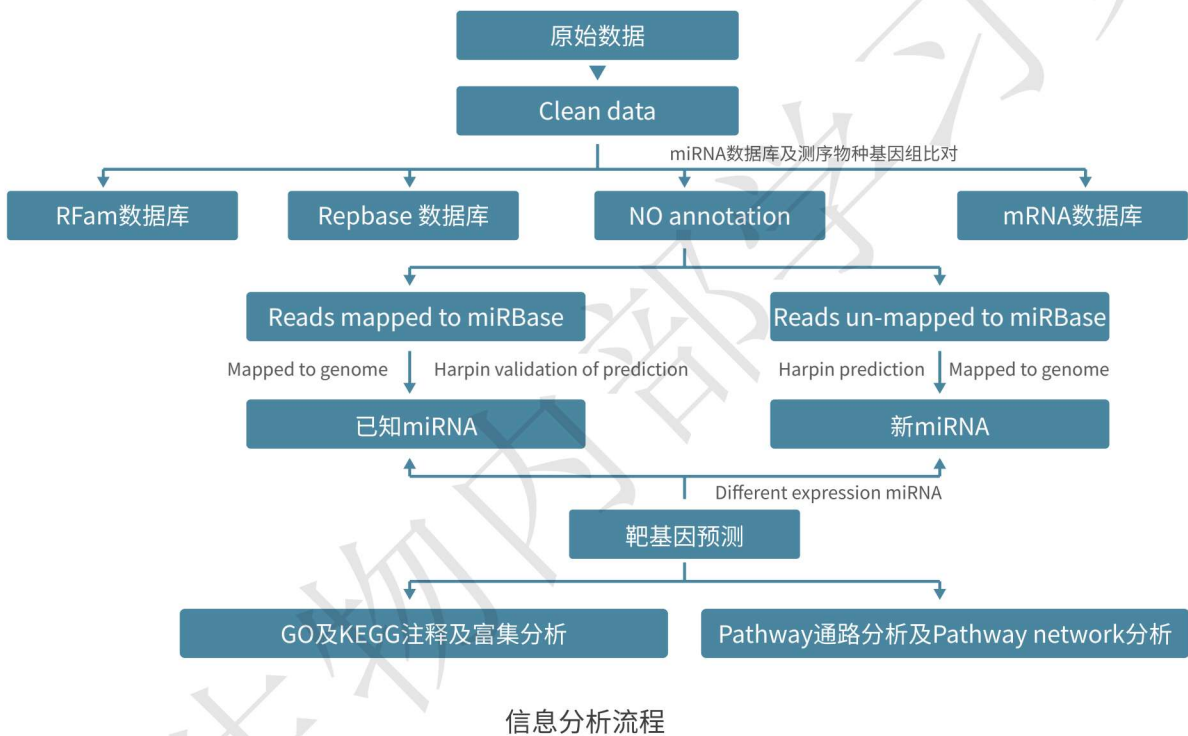 原始数据
Clean data
miRNA数据库及测序物种基因组比对
RFam数据库
Repbase 数据库
NO annotation
mRNA数据库
Reads mapped to miRBase
Reads un-mapped to miRBase
Mapped to genome
Harpin validation of prediction
Harpin prediction
Mapped to genome
已知miRNA
新miRNA
Different expression miRNA
靶基因预测
GO及KEGG注释及富集分析
Pathway通路分析及Pathway network分析
信息分析流程
物内部学习